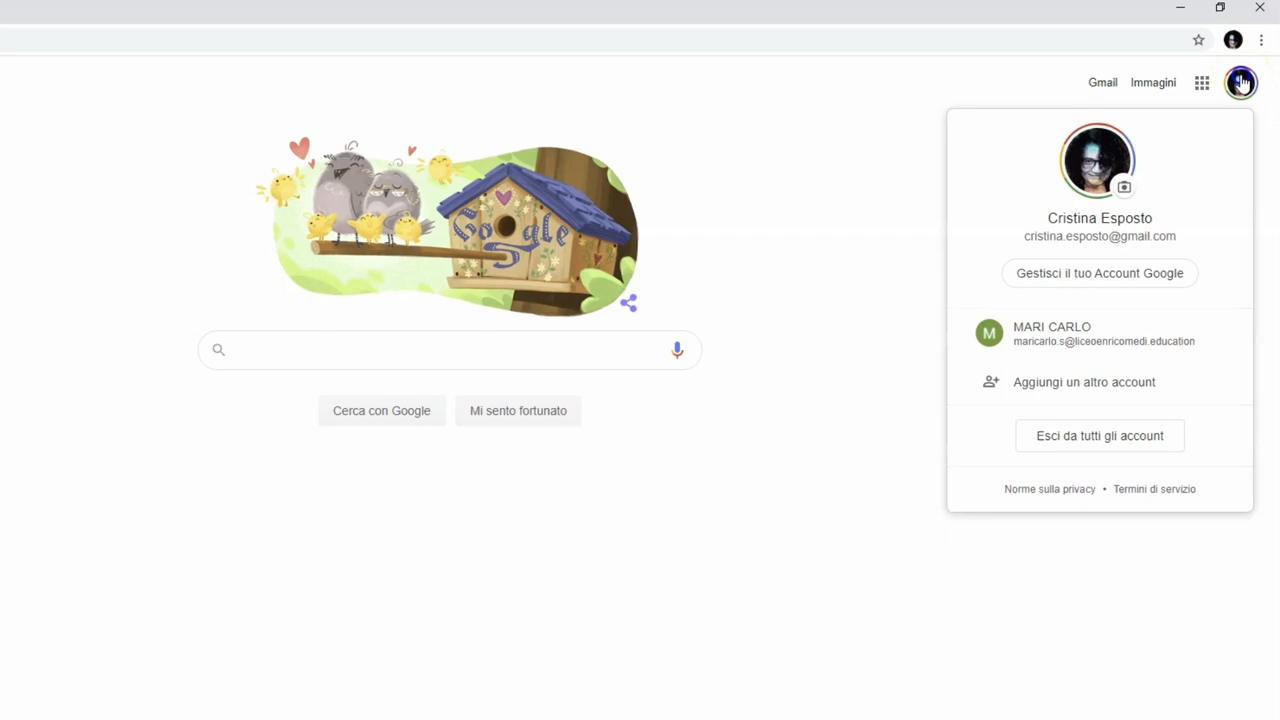 Gmail Immagini
Google
Cristina Esposto
cristina.esposto@gmail.com
Gestisci il tuo Account Google
M
MARI CARLO
maricarlo.s@liceoenricomedi.education
Aggiungi un altro account
Cerca con Google Mi sento fortunato
Esci da tutti gli account
Norme sulla privacy • Termini di servizio